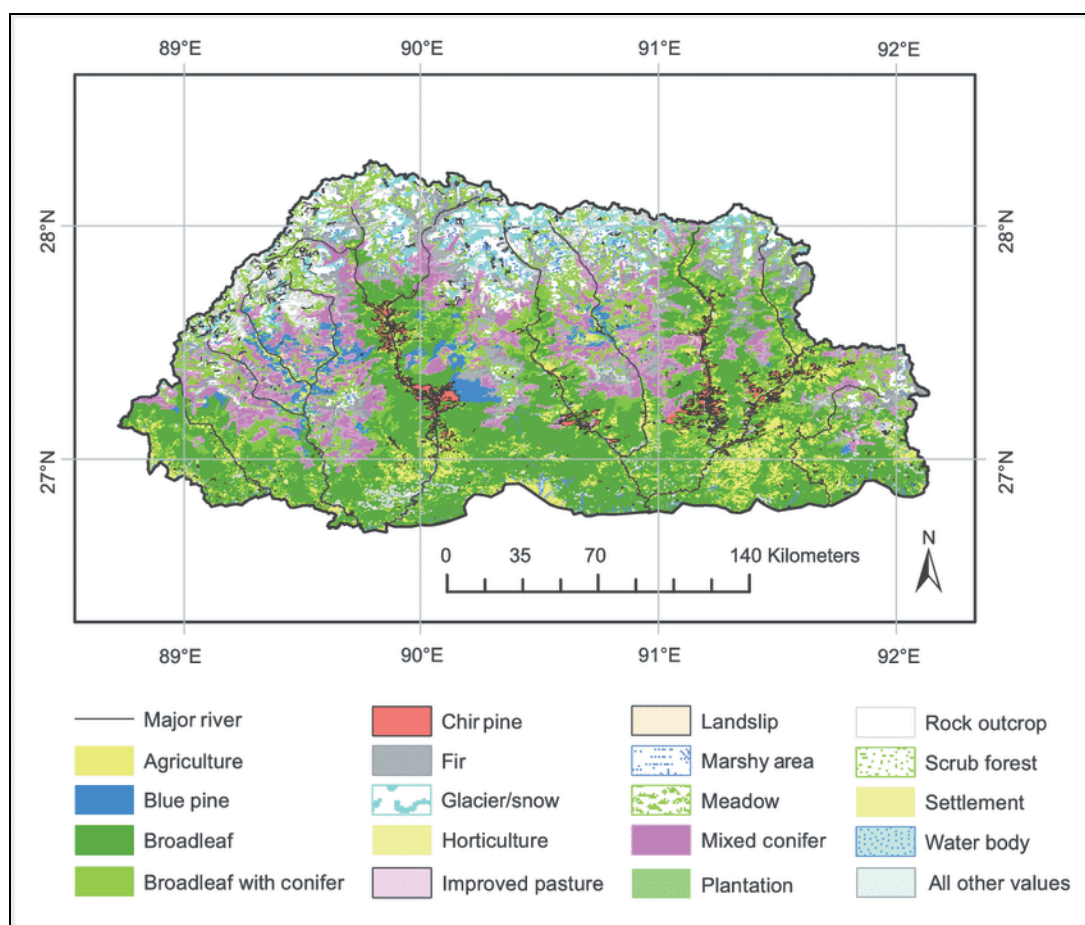 89°E 90°E 91°E 92°E
28°N 28°N
27°N 27°N
0 35 70 140 Kilometers
N
89°E 90°E 91°E 92°E
Major river
Agriculture
Blue pine
Broadleaf
Broadleaf with conifer
Chir pine
Fir
Glacier/snow
Horticulture
Improved pasture
Landslip
Marshy area
Meadow
Mixed conifer
Plantation
Rock outcrop
Scrub forest
Settlement
Water body
All other values